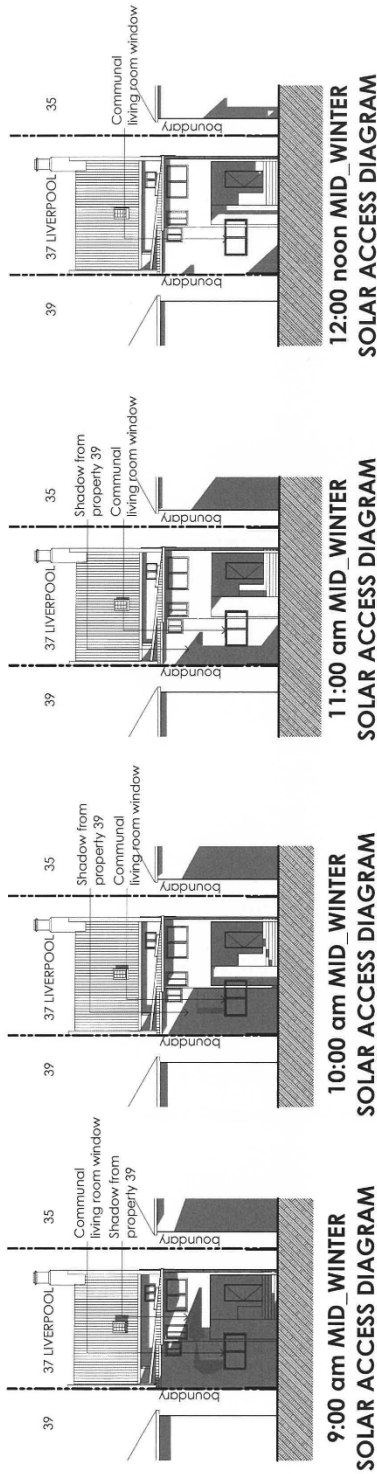 Communal
living room window
Shadow from
property 39
39
37 LIVERPOOL
35
boundary
boundary
9:00 am MID_WINTER
SOLAR ACCESS DIAGRAM
Shadow from
property 39
Communal
living room window
39
37 LIVERPOOL
35
boundary
boundary
10:00 am MID_WINTER
SOLAR ACCESS DIAGRAM
Shadow from
property 39
Communal
living room window
39
37 LIVERPOOL
35
boundary
boundary
11:00 am MID_WINTER
SOLAR ACCESS DIAGRAM
Communal
living room window
39
37 LIVERPOOL
35
boundary
boundary
12:00 noon MID_WINTER
SOLAR ACCESS DIAGRAM